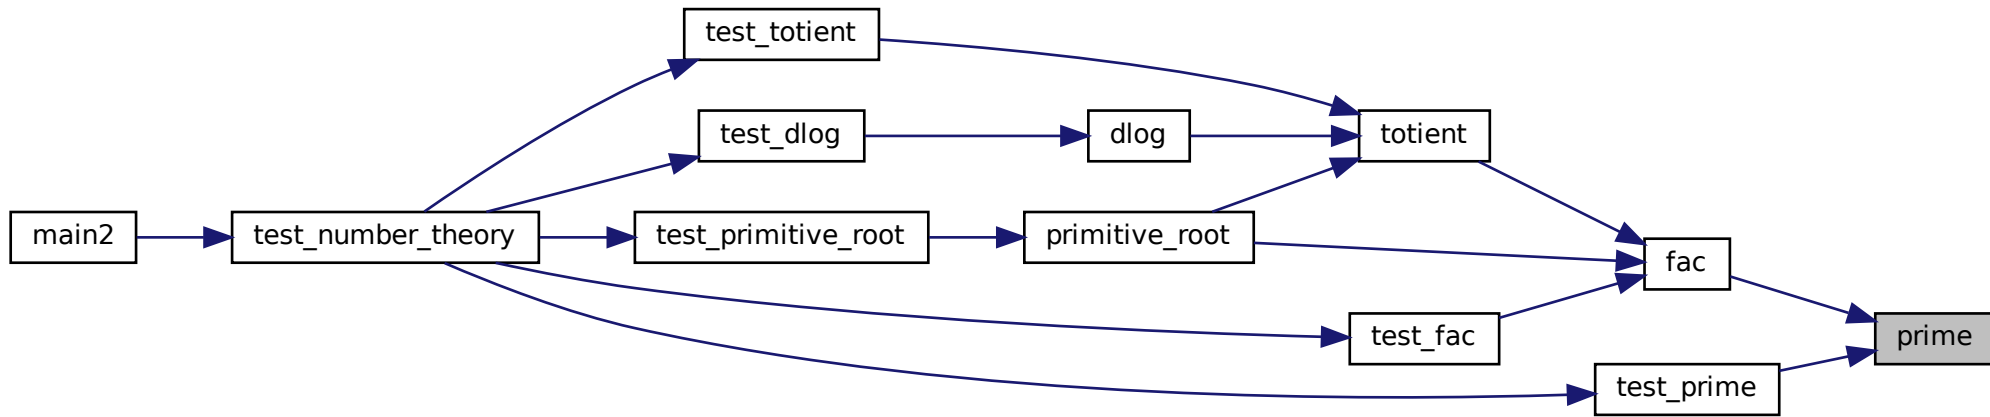 test_totient
test_dlog
dlog
totient
main2
test_number_theory
test_primitive_root
primitive_root
fac
test_fac
prime
test_prime